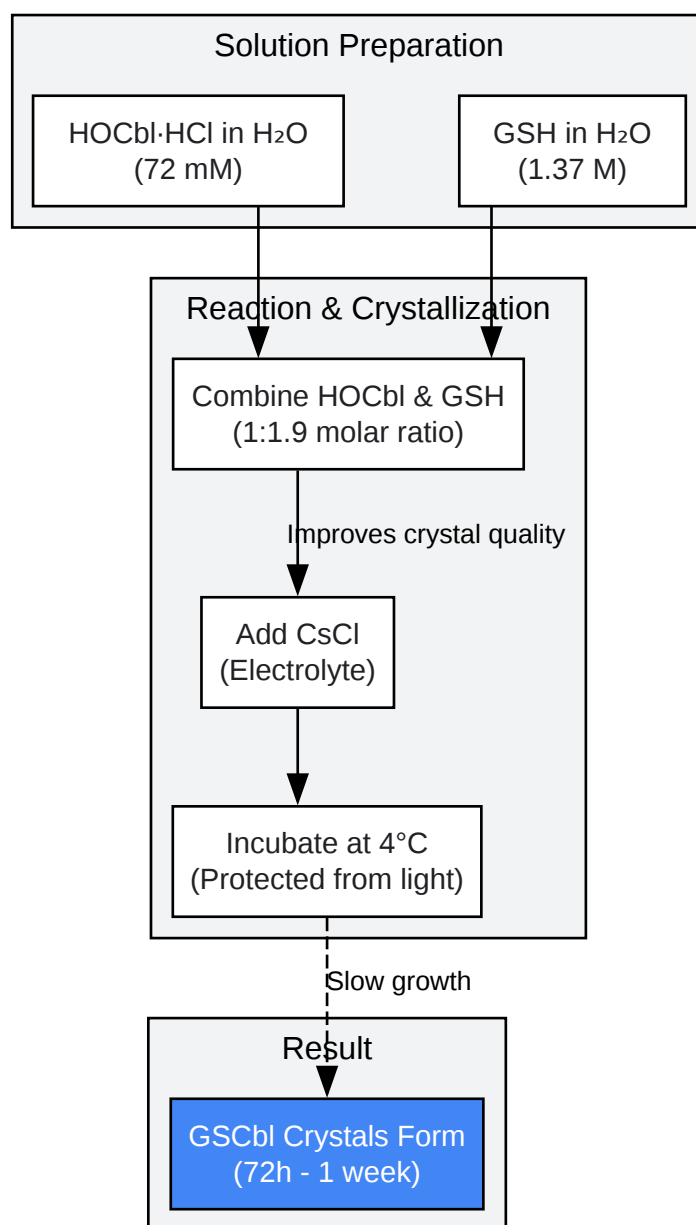 Solution Preparation
HOCbl·HCl in H₂O
(72 mM)
GSH in H₂O
(1.37 M)
Reaction & Crystallization
Combine HOCbl & GSH
(1:1.9 molar ratio)
Improves crystal quality
Add CsCl
(Electrolyte)
Incubate at 4°C
(Protected from light)
Slow growth
Result
GSCbl Crystals Form
(72h - 1 week)